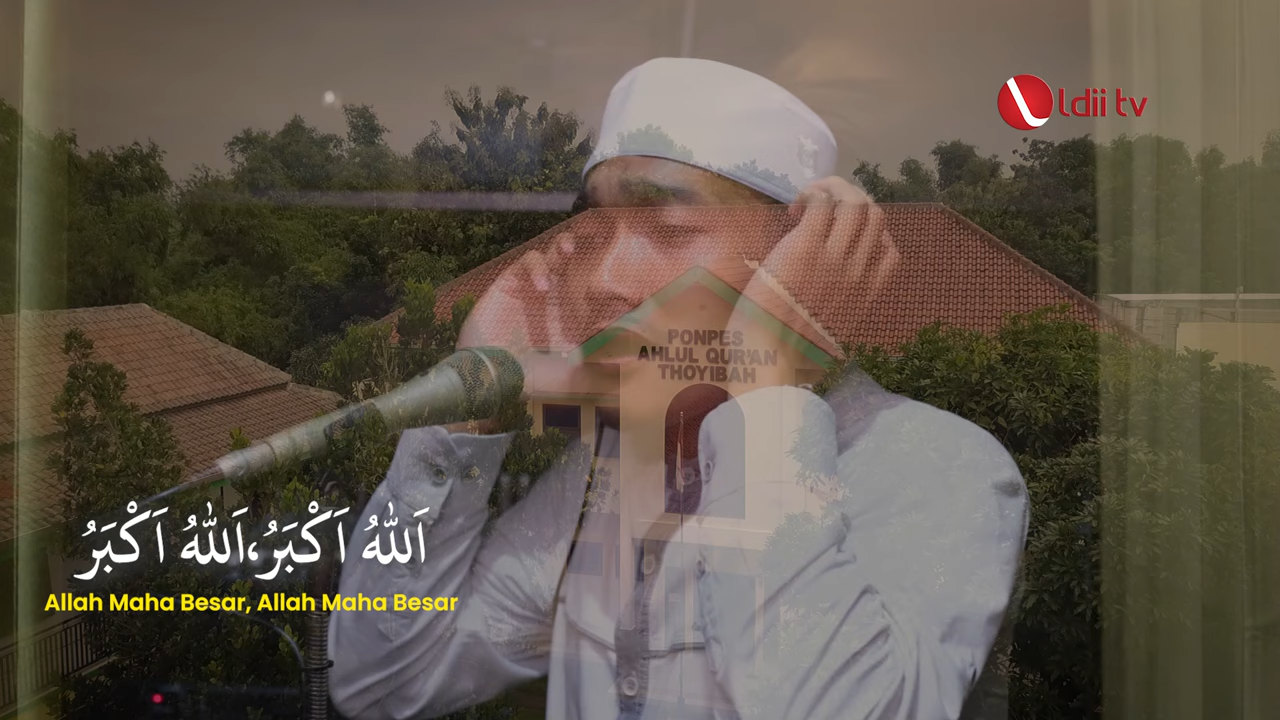 ldii tv
PONPES
AHLUL QUR'AN
THOYIBAH
اَللّٰهُ اَكْبَرُ،اَللّٰهُ اَكْبَرُ
Allah Maha Besar, Allah Maha Besar